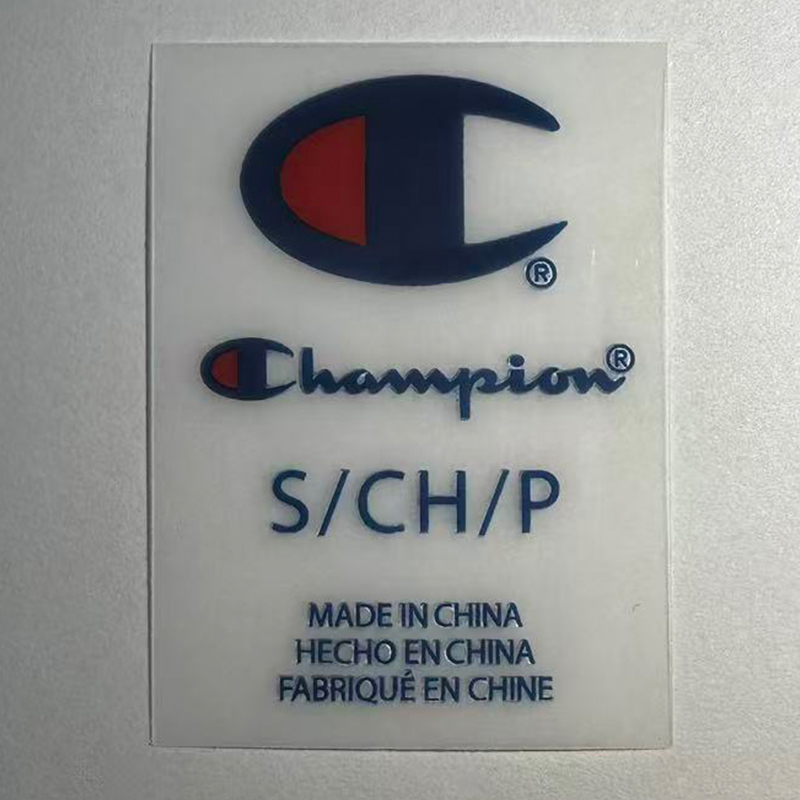 C®
Champion®
S/CH/P
MADE IN CHINA
HECHO EN CHINA
FABRIQUÉ EN CHINE